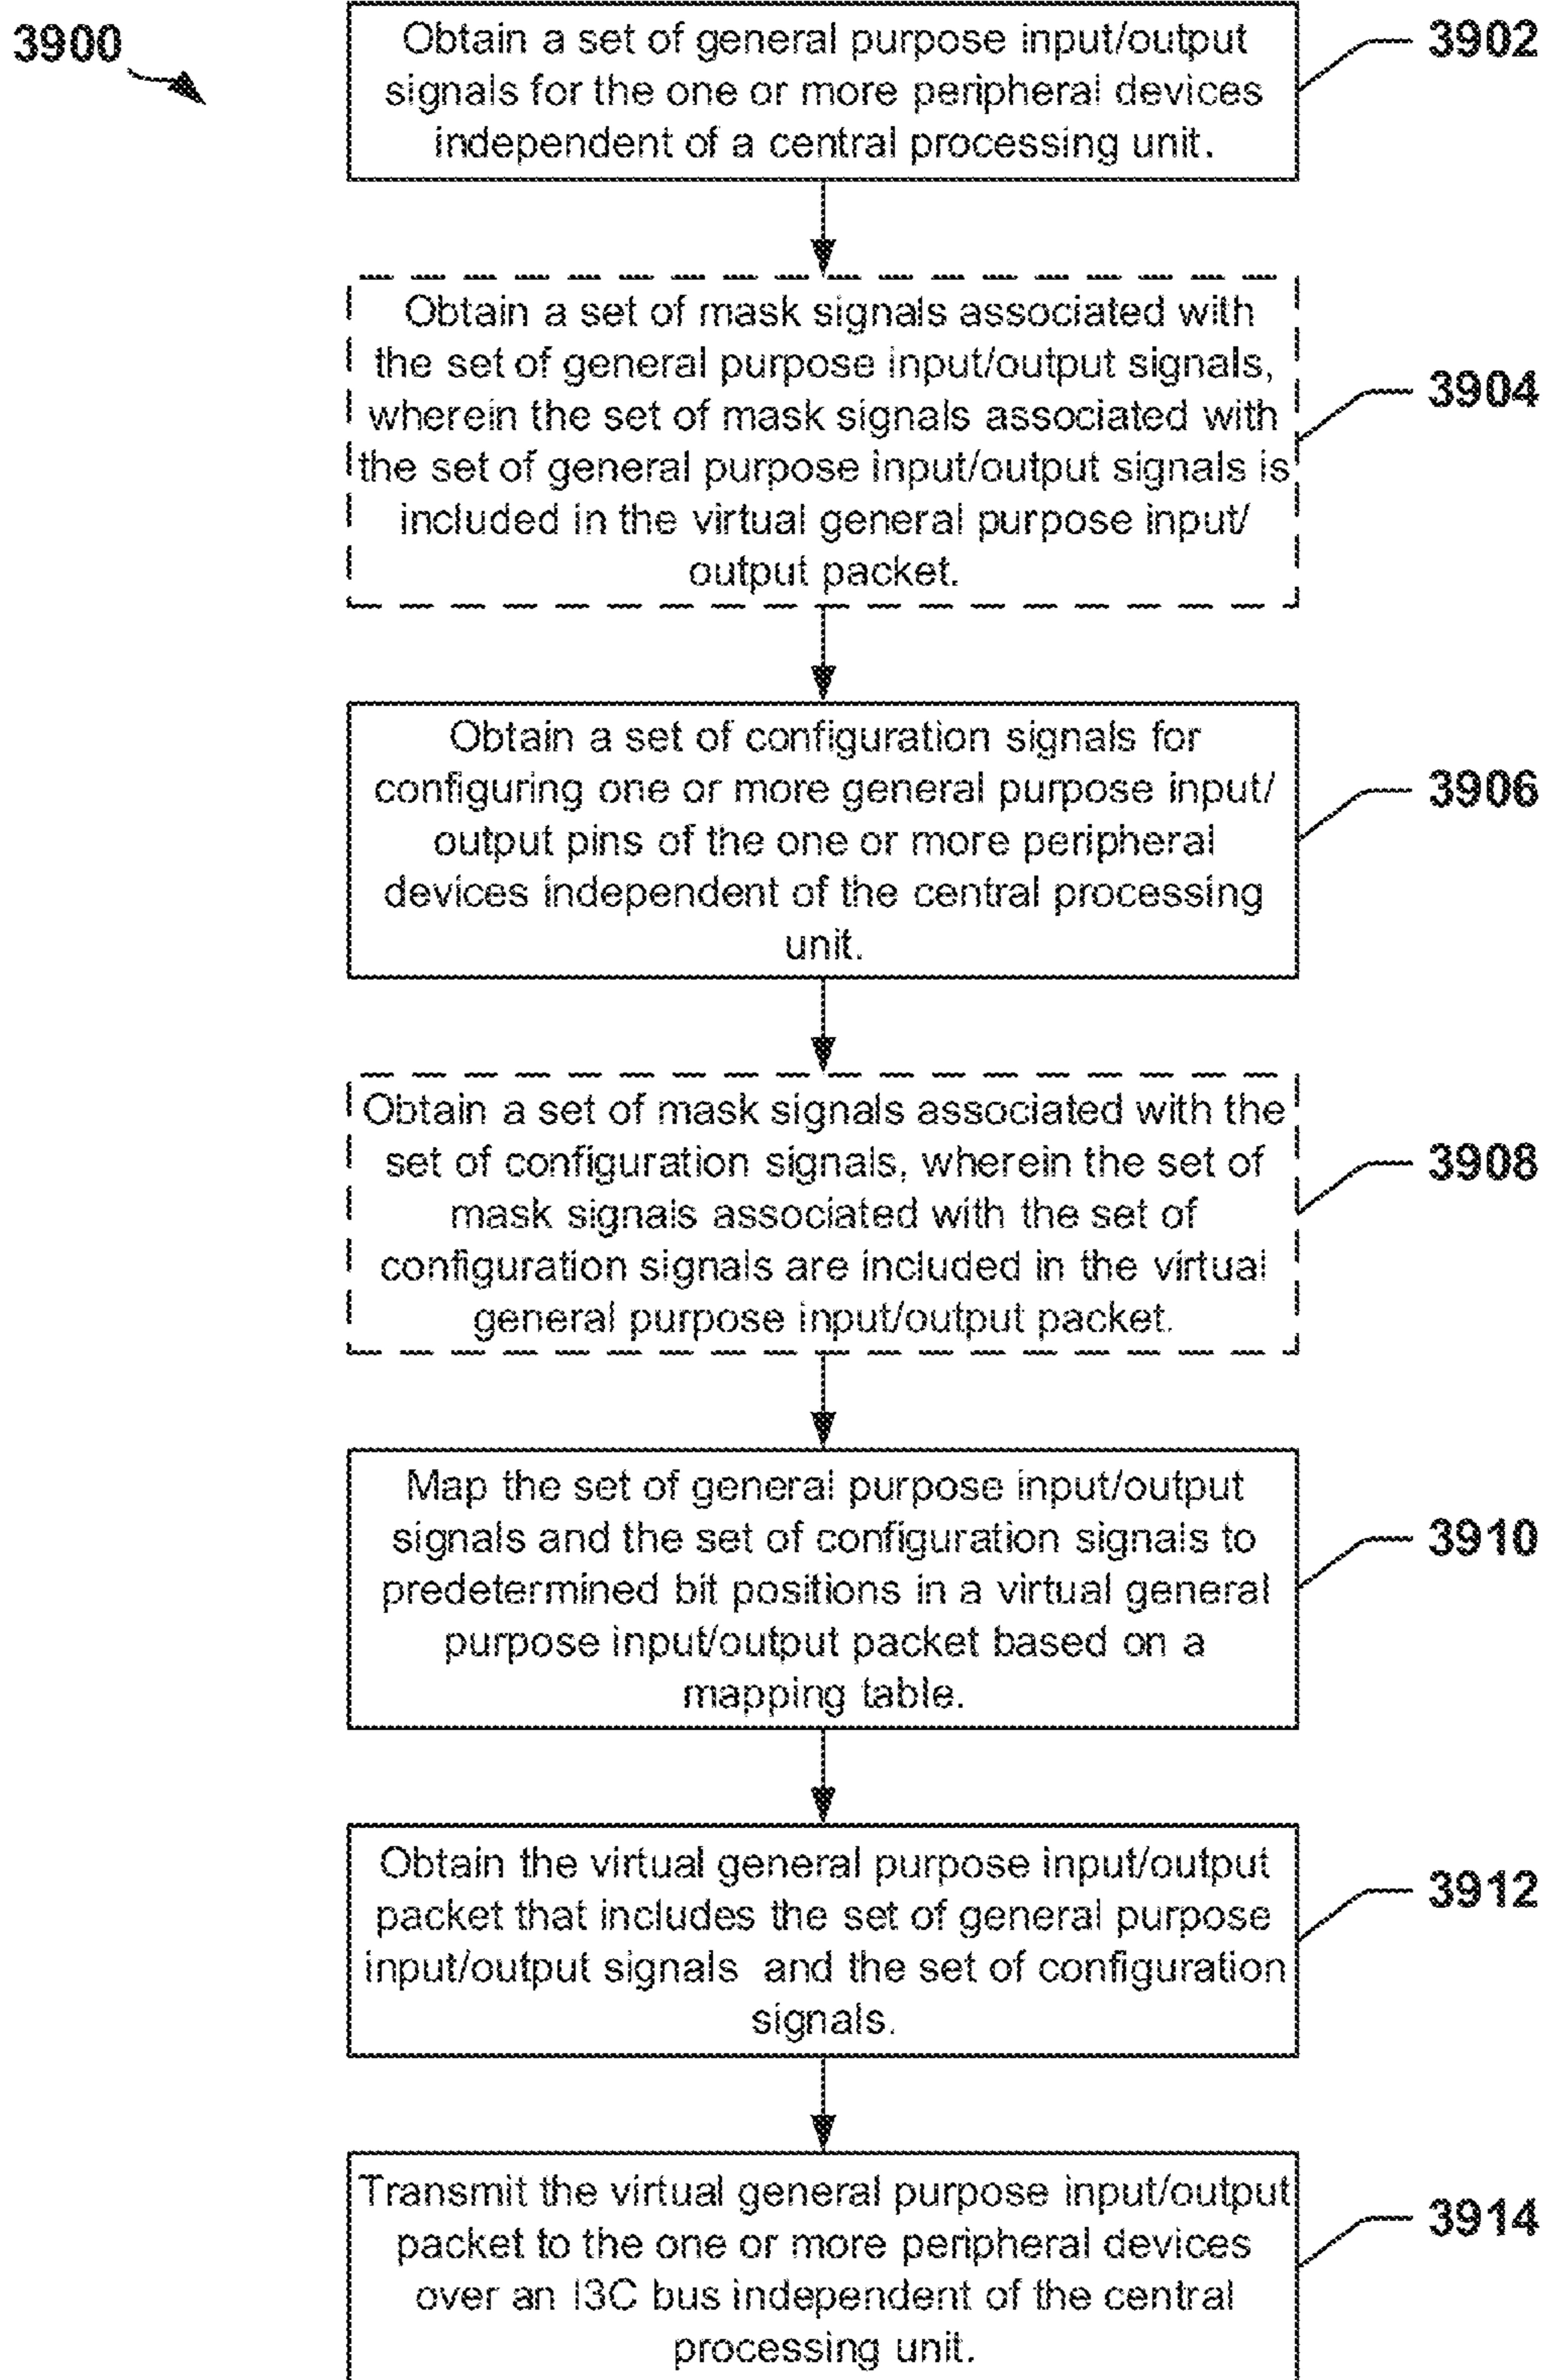 3900
Obtain a set of general purpose input/output
signals for the one or more peripheral devices
independent of a central processing unit.
3902
Obtain a set of mask signals associated with
the set of general purpose input/output signals,
wherein the set of mask signals associated with
the set of general purpose input/output signals is
included in the virtual general purpose input/
output packet.
3904
Obtain a set of configuration signals for
configuring one or more general purpose input/
output pins of the one or more peripheral
devices independent of the central processing
unit.
3906
Obtain a set of mask signals associated with the
set of configuration signals, wherein the set of
mask signals associated with the set of
configuration signals are included in the virtual
general purpose input/output packet.
3908
Map the set of general purpose input/output
signals and the set of configuration signals to
predetermined bit positions in a virtual general
purpose input/output packet based on a
mapping table.
3910
Obtain the virtual general purpose input/output
packet that includes the set of general purpose
input/output signals and the set of configuration
signals.
3912
Transmit the virtual general purpose input/output
packet to the one or more peripheral devices
over an I3C bus independent of the central
processing unit.
3914